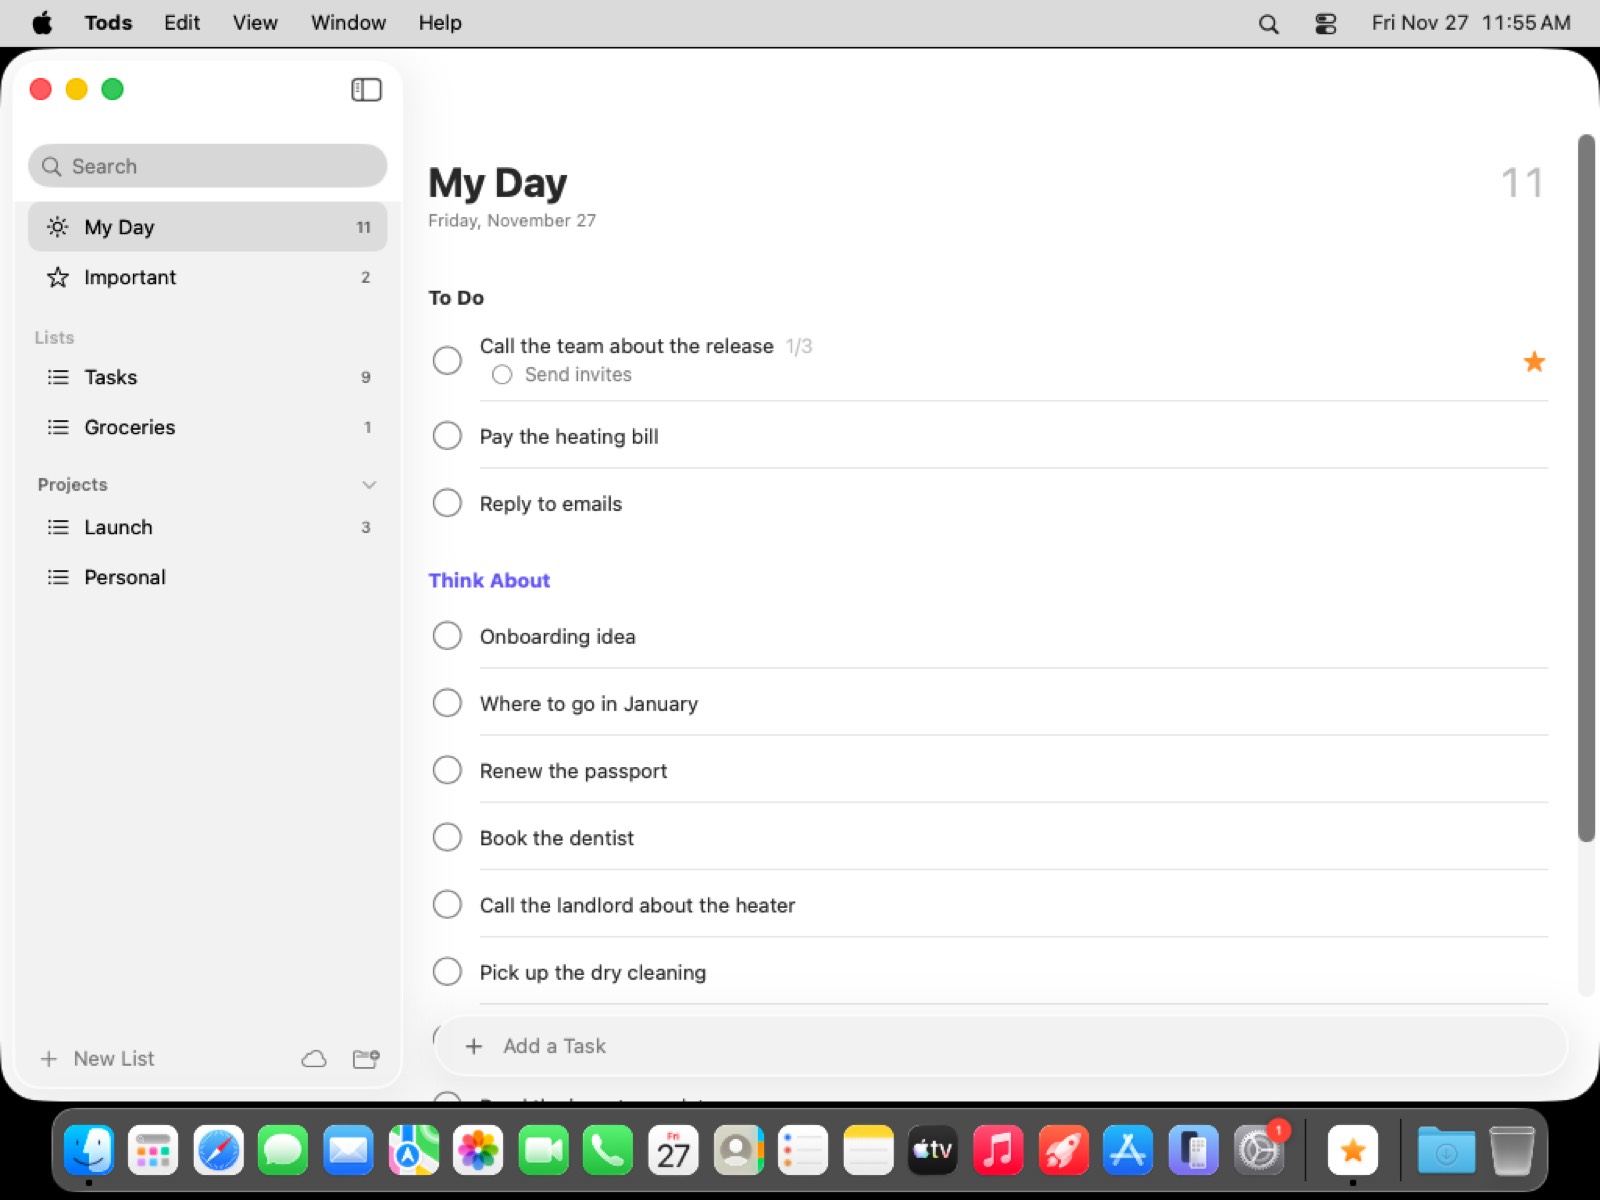 Tods Edit View Window Help Fri Nov 27 11:55 AM
Search
My Day 11
Important 2
Lists
Tasks 9
Groceries 1
Projects
Launch 3
Personal
New List
My Day 11
Friday, November 27
To Do
Call the team about the release 1/3
Send invites
Pay the heating bill
Reply to emails
Think About
Onboarding idea
Where to go in January
Renew the passport
Book the dentist
Call the landlord about the heater
Pick up the dry cleaning
Add a Task
Fri
27
tv
1